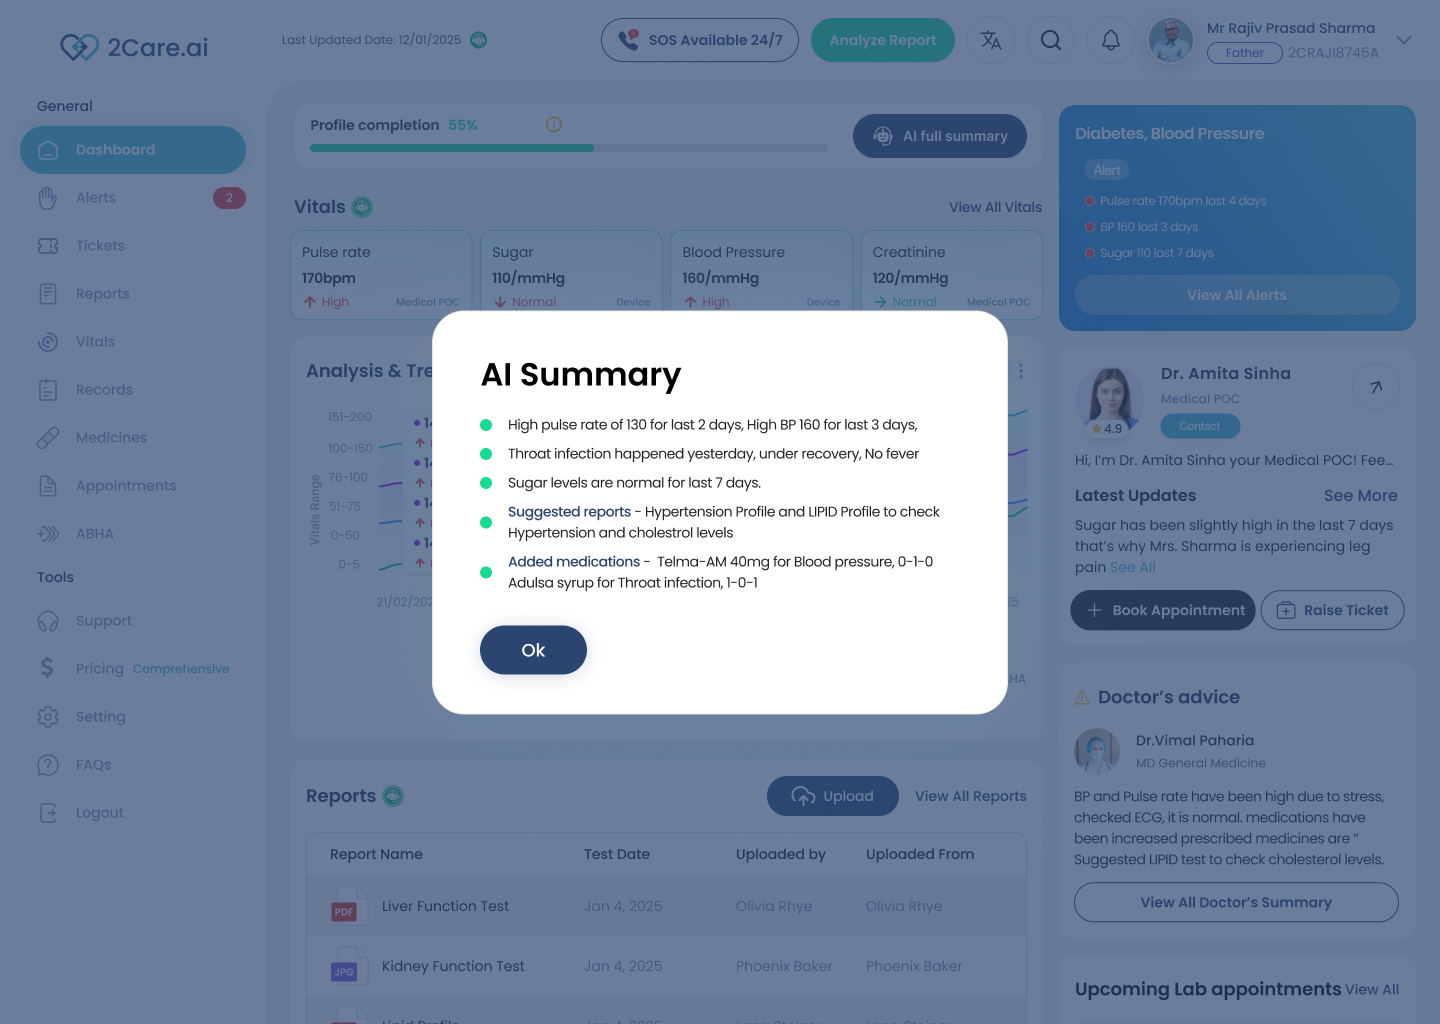 2Care.ai
Last Updated Date: 12/01/2025
SOS Available 24/7
Analyze Report
Mr Rajiv Prasad Sharma
Father 2CRAJI8745A
General
Dashboard
Alerts 2
Tickets
Reports
Vitals
Records
Medicines
Appointments
ABHA
Tools
Support
Pricing Comprehensive
Setting
FAQs
Logout
Profile completion 55%
AI full summary
Vitals
View All Vitals
Pulse rate
170bpm
High Medical POC
Sugar
110/mmHg
Normal Device
Blood Pressure
160/mmHg
High Device
Creatinine
120/mmHg
Normal Medical POC
Analysis & Tre
Vitals Range
151-200
100-150
76-100
51-75
0-50
0-5
21/02/202
25
HA
AI Summary
High pulse rate of 130 for last 2 days, High BP 160 for last 3 days,
Throat infection happened yesterday, under recovery, No fever
Sugar levels are normal for last 7 days.
Suggested reports - Hypertension Profile and LIPID Profile to check
Hypertension and cholestrol levels
Added medications - Telma-AM 40mg for Blood pressure, 0-1-0
Adulsa syrup for Throat infection, 1-0-1
Ok
Reports
Upload
View All Reports
Report Name Test Date Uploaded by Uploaded From
PDF Liver Function Test Jan 4, 2025 Olivia Rhye Olivia Rhye
JPG Kidney Function Test Jan 4, 2025 Phoenix Baker Phoenix Baker
Diabetes, Blood Pressure
Alert
Pulse rate 170bpm last 4 days
BP 160 last 3 days
Sugar 110 last 7 days
View All Alerts
Dr. Amita Sinha
Medical POC
Contact
4.9
Hi, I'm Dr. Amita Sinha your Medical POC! Fee...
Latest Updates See More
Sugar has been slightly high in the last 7 days
that's why Mrs. Sharma is experiencing leg
pain See All
Book Appointment
Raise Ticket
Doctor's advice
Dr.Vimal Paharia
MD General Medicine
BP and Pulse rate have been high due to stress,
checked ECG, it is normal. medications have
been increased prescribed medicines are “
Suggested LIPID test to check cholesterol levels.
View All Doctor's Summary
Upcoming Lab appointments View All